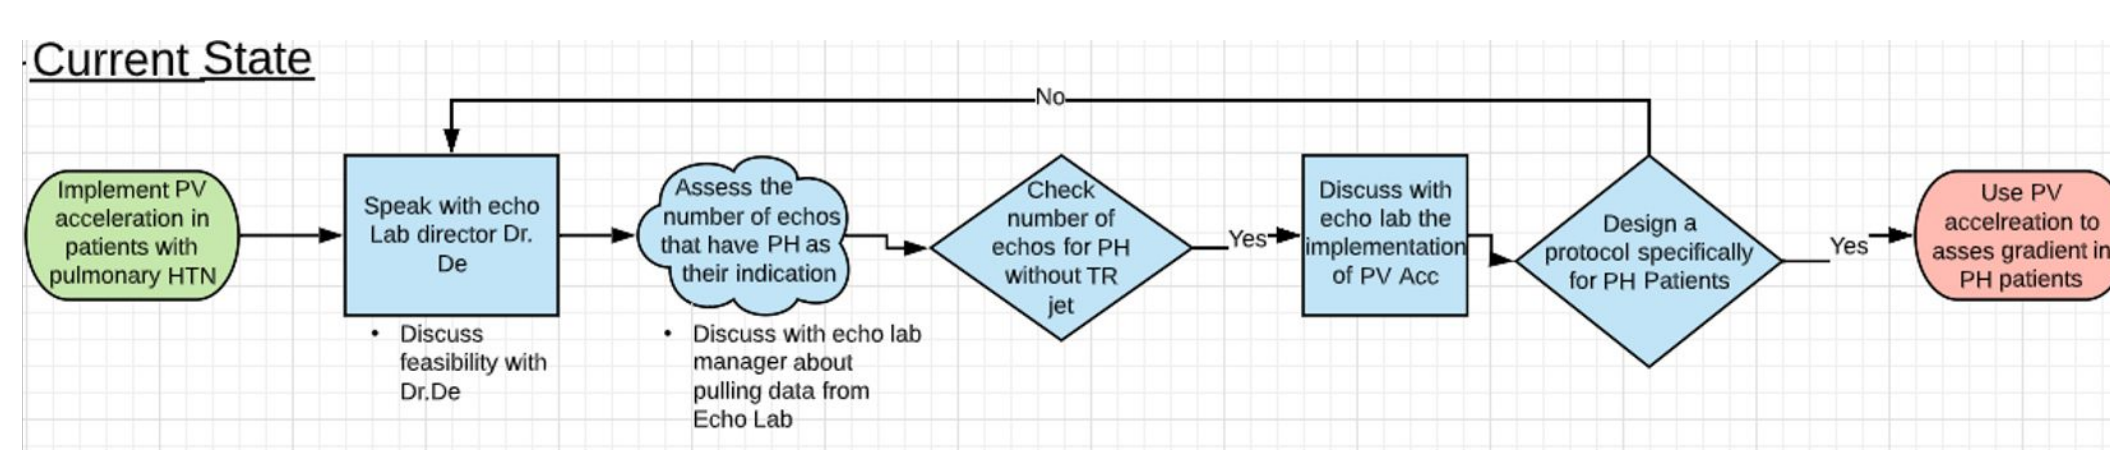 Current State
No
Implement PV
acceleration in
patients with
pulmonary HTN
Speak with echo
Lab director Dr.
De
• Discuss
feasibility with
Dr.De
Assess the
number of echos
that have PH as
their indication
• Discuss with echo lab
manager about
pulling data from
Echo Lab
Check
number of
echos for PH
without TR
jet
Yes
Discuss with
echo lab the
implementation
of PV Acc
Design a
protocol specifically
for PH Patients
Yes
Use PV
accelreation to
asses gradient in
PH patients